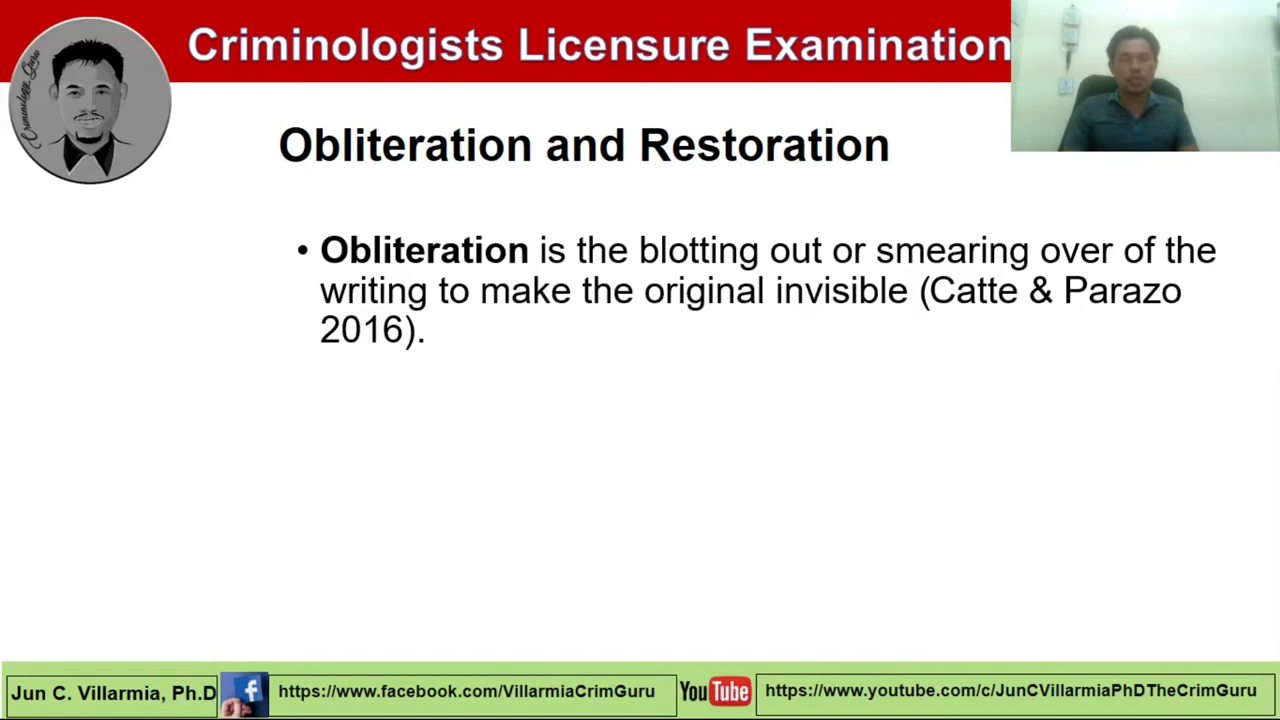 Criminologists Licensure Examination
Criminology Guru
Obliteration and Restoration
• Obliteration is the blotting out or smearing over of the
writing to make the original invisible (Catte & Parazo
2016).
Jun C. Villarmia, Ph.D
f
https://www.facebook.com/VillarmiaCrimGuru
YouTube
https://www.youtube.com/c/JunCVillarmiaPhDTheCrimGuru